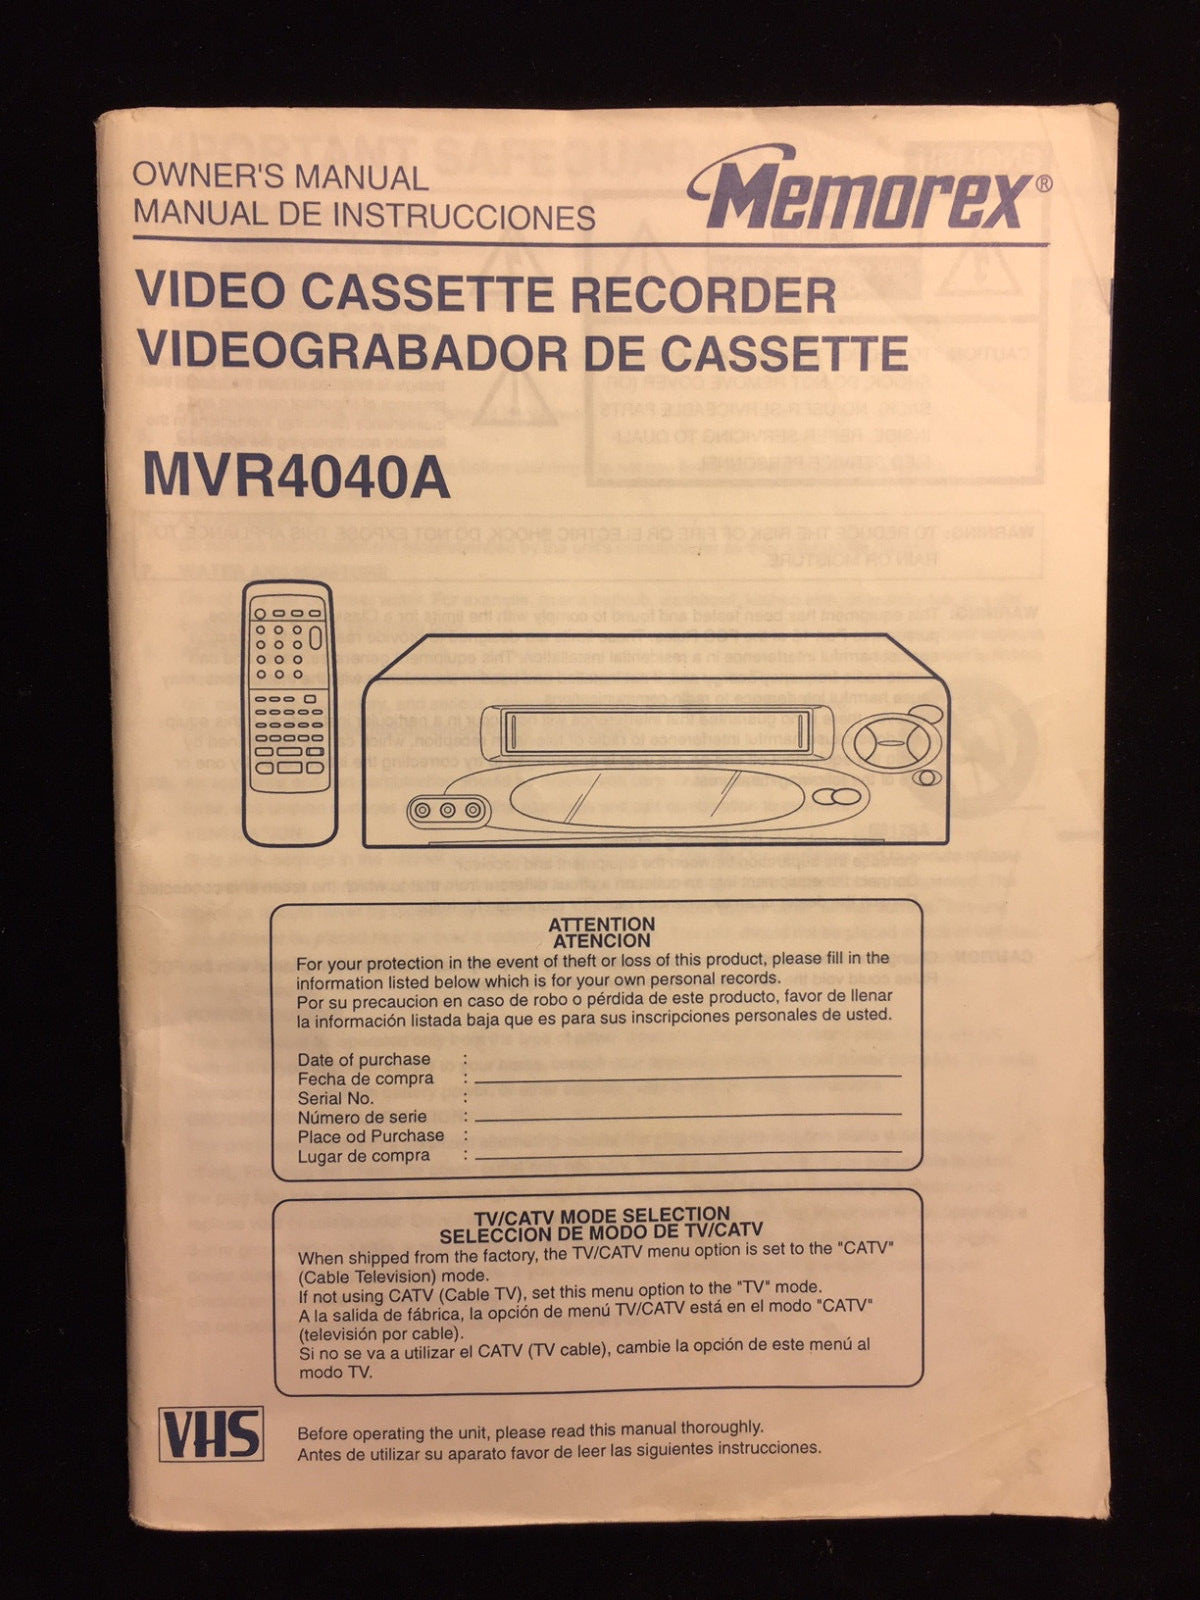 OWNER'S MANUAL
MANUAL DE INSTRUCCIONES
Memorex®
VIDEO CASSETTE RECORDER
VIDEOGRABADOR DE CASSETTE
MVR4040A
ATTENTION
ATENCION
For your protection in the event of theft or loss of this product, please fill in the
information listed below which is for your own personal records.
Por su precaucion en caso de robo o pérdida de este producto, favor de llenar
la información listada baja que es para sus inscripciones personales de usted.
Date of purchase :
Fecha de compra :
Serial No. :
Número de serie :
Place od Purchase :
Lugar de compra :
TV/CATV MODE SELECTION
SELECCION DE MODO DE TV/CATV
When shipped from the factory, the TV/CATV menu option is set to the "CATV"
(Cable Television) mode.
If not using CATV (Cable TV), set this menu option to the "TV" mode.
A la salida de fábrica, la opción de menú TV/CATV está en el modo "CATV"
(televisión por cable).
Si no se va a utilizar el CATV (TV cable), cambie la opción de este menú al
modo TV.
VHS
Before operating the unit, please read this manual thoroughly.
Antes de utilizar su aparato favor de leer las siguientes instrucciones.